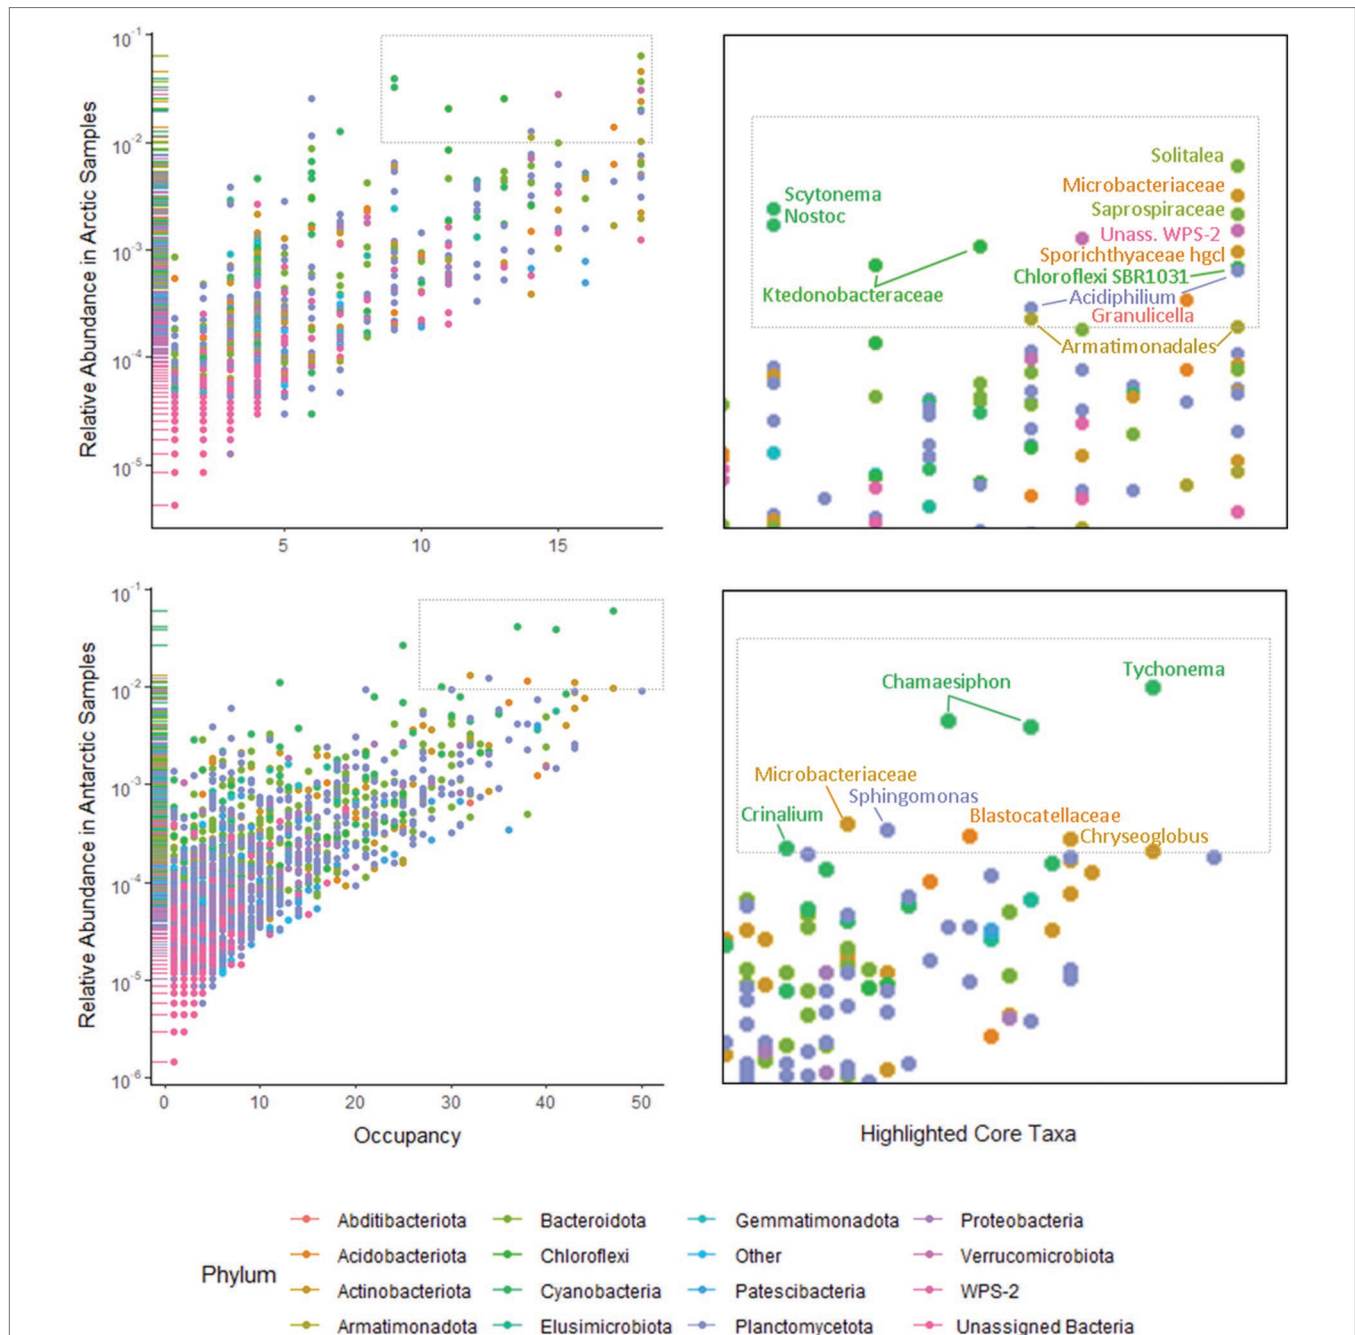 10-1
10-2
10-3
10-4
10-5
Relative Abundance in Arctic Samples
5
10
15
Solitalea
Microbacteriaceae
Scytonema
Saprospiraceae
Nostoc
Unass. WPS-2
Sporichthyaceae hgcl
Chloroflexi SBR1031
Ktedonobacteraceae
Acidiphilium
Granulicella
Armatimonadales
10-1
10-2
10-3
10-4
10-5
10-6
Relative Abundance in Antarctic Samples
0
10
20
30
40
50
Occupancy
Tychonema
Chamaesiphon
Microbacteriaceae
Sphingomonas
Crinalium
Blastocatellaceae
Chryseoglobus
Highlighted Core Taxa
Phylum
Abditibacteriota
Bacteroidota
Gemmatimonadota
Proteobacteria
Acidobacteriota
Chloroflexi
Other
Verrucomicrobiota
Actinobacteriota
Cyanobacteria
Patescibacteria
WPS-2
Armatimonadota
Elusimicrobiota
Planctomycetota
Unassigned Bacteria